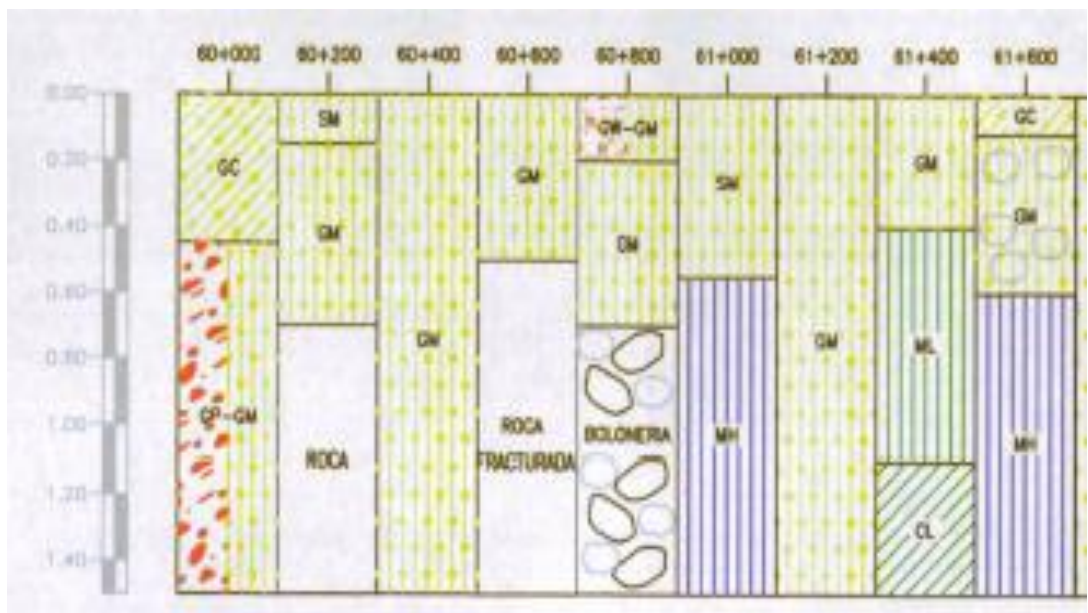 60+000 60+200 60+400 60+600 60+800 61+000 61+200 61+400 61+600
0.00
0.20
0.40
0.60
0.80
1.00
1.20
1.40
GC
GP-GM
SM
GM
ROCA
GM
GM
ROCA
FRACTURADA
GW-GM
GM
BOLONERIA
SM
MH
GM
GM
ML
CL
GC
GM
MH